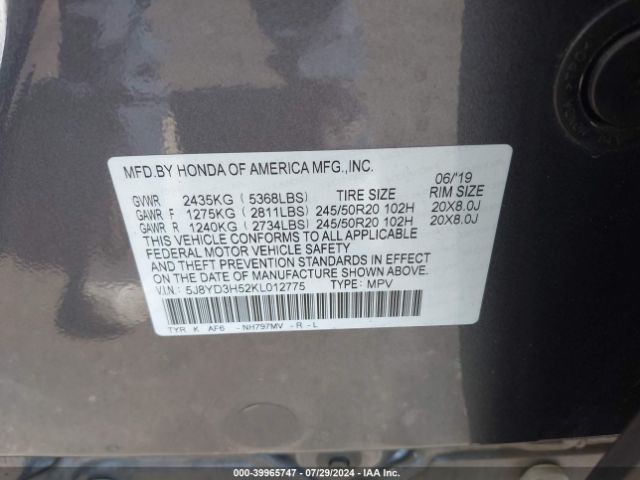 MFD.BY HONDA OF AMERICA MFG.,INC.
06/'19
GVWR 2435KG ( 5368LBS) TIRE SIZE RIM SIZE
GAWR F 1275KG ( 2811LBS) 245/50R20 102H 20X8.0J
GAWR R 1240KG ( 2734LBS) 245/50R20 102H 20X8.0J
THIS VEHICLE CONFORMS TO ALL APPLICABLE
FEDERAL MOTOR VEHICLE SAFETY
AND THEFT PREVENTION STANDARDS IN EFFECT
ON THE DATE OF MANUFACTURE SHOWN ABOVE.
V.I.N.: 5J8YD3H52KL012775 TYPE: MPV
TYR K AF6 -NH797MV -R -L
000-39965747 - 07/29/2024 - IAA Inc.